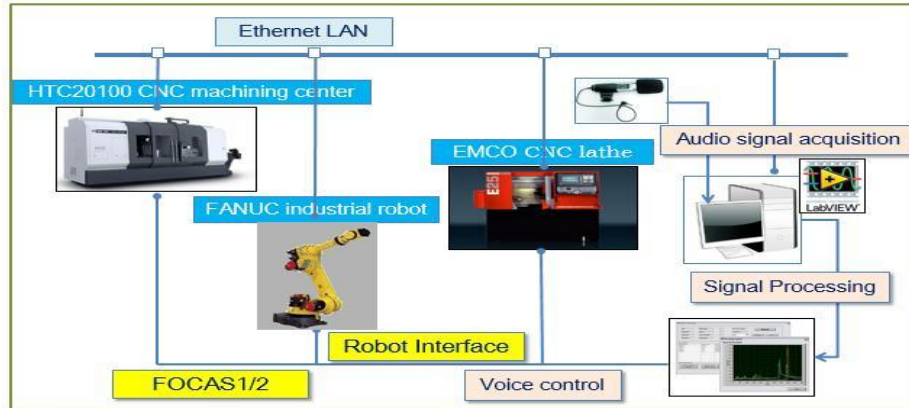 Ethernet LAN
HTC20100 CNC machining center
Audio signal acquisition
EMCO CNC lathe
E25
LabVIEW
FANUC industrial robot
Signal Processing
Robot Interface
FOCAS1/2
Voice control